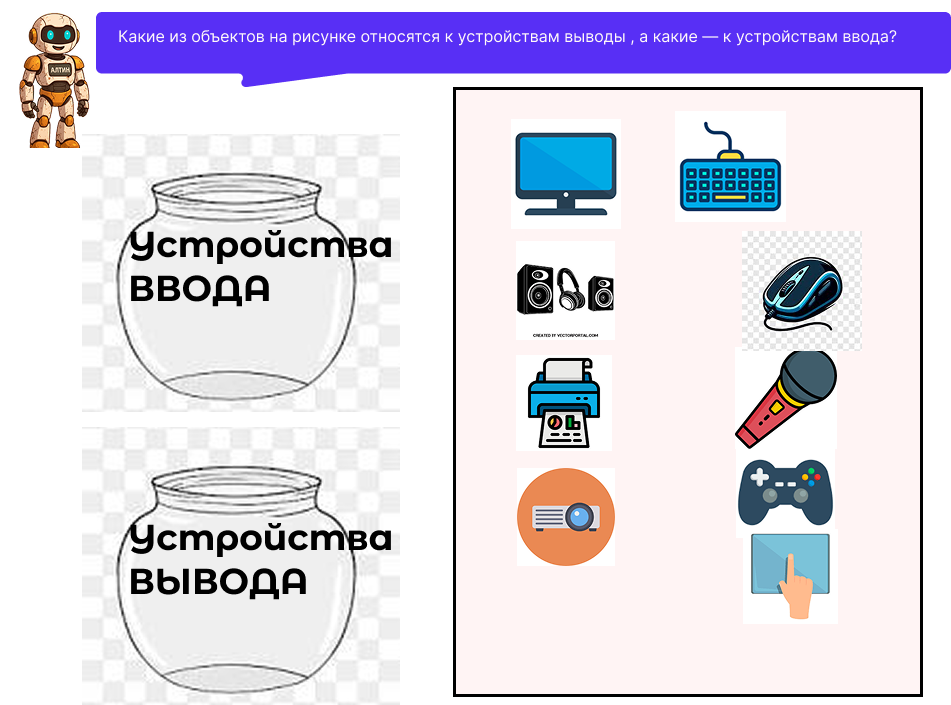 Какие из объектов на рисунке относятся к устройствам выводы , а какие — к устройствам ввода?
АЛТИН
Устройства
ВВОДА
CREATED BY VECTORPORTAL.COM
Устройства
ВЫВОДА